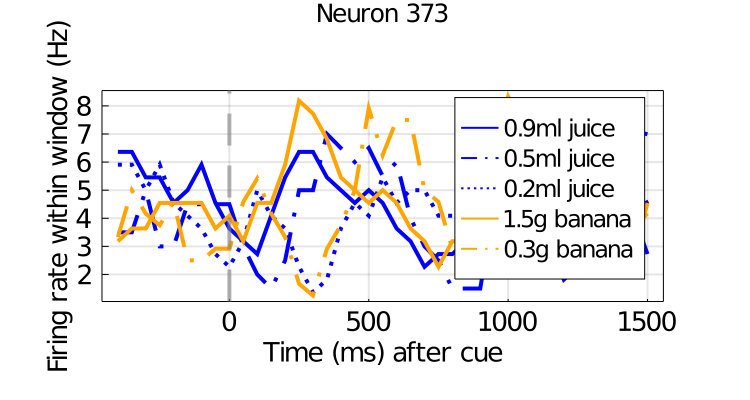 Neuron 373
Firing rate within window (Hz)
8
7
6
5
4
3
2
0.9ml juice
0.5ml juice
0.2ml juice
1.5g banana
0.3g banana
0 500 1000 1500
Time (ms) after cue